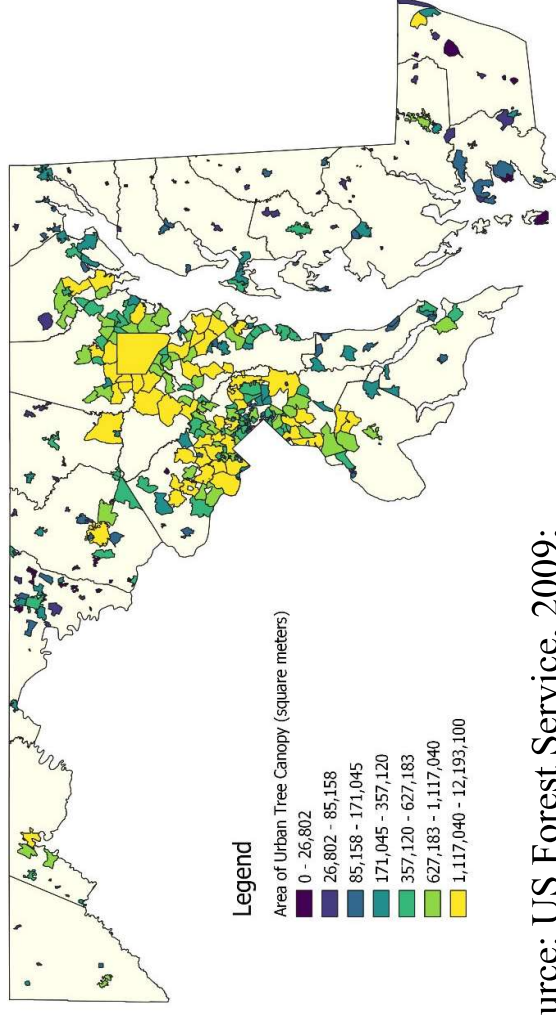 Legend
Area of Urban Tree Canopy (square meters)
0 - 26,802
26,802 - 85,158
85,158 - 171,045
171,045 - 357,120
357,120 - 627,183
627,183 - 1,117,040
1,117,040 - 12,193,100
urce: US Forest Service, 2009;